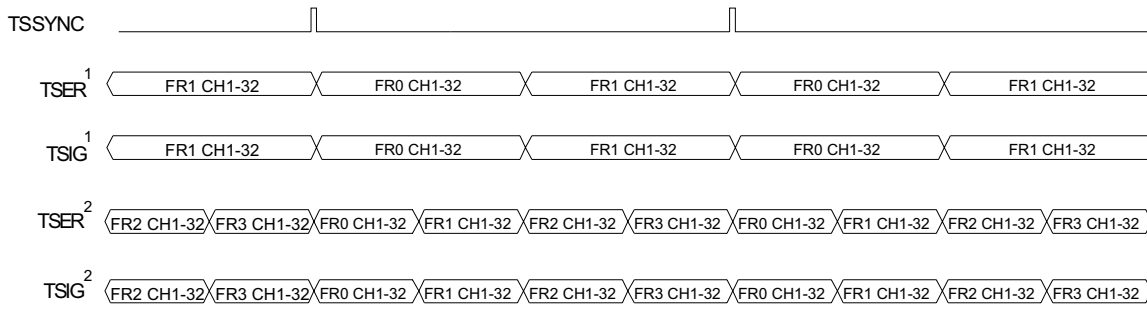 TSSYNC
TSER¹ FR1 CH1-32 FR0 CH1-32 FR1 CH1-32 FR0 CH1-32 FR1 CH1-32
TSIG¹ FR1 CH1-32 FR0 CH1-32 FR1 CH1-32 FR0 CH1-32 FR1 CH1-32
TSER² FR2 CH1-32 FR3 CH1-32 FR0 CH1-32 FR1 CH1-32 FR2 CH1-32 FR3 CH1-32 FR0 CH1-32 FR1 CH1-32 FR2 CH1-32 FR3 CH1-32
TSIG² FR2 CH1-32 FR3 CH1-32 FR0 CH1-32 FR1 CH1-32 FR2 CH1-32 FR3 CH1-32 FR0 CH1-32 FR1 CH1-32 FR2 CH1-32 FR3 CH1-32